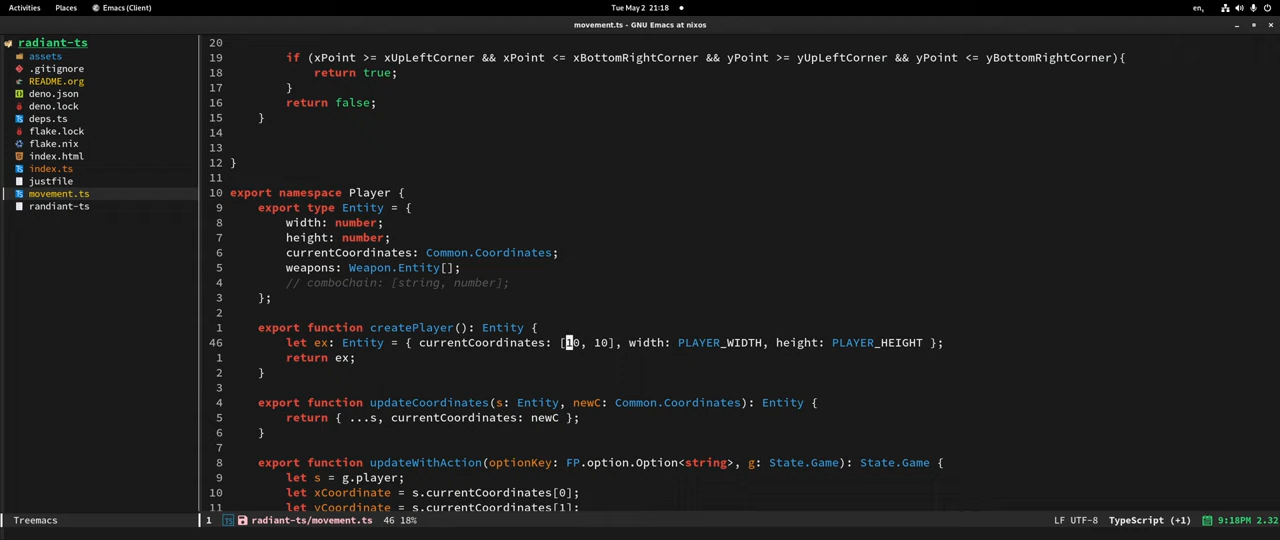 Activities Places Emacs (Client) Tue May 2 21:18 en,
movement.ts - GNU Emacs at nixos
radiant-ts
assets
.gitignore
README.org
deno.json
deno.lock
deps.ts
flake.lock
flake.nix
index.html
index.ts
justfile
movement.ts
randiant-ts
20
19 if (xPoint >= xUpLeftCorner && xPoint <= xBottomRightCorner && yPoint >= yUpLeftCorner && yPoint <= yBottomRightCorner){
18 return true;
17 }
16 return false;
15 }
14
13
12 }
11
10 export namespace Player {
9 export type Entity = {
8 width: number;
7 height: number;
6 currentCoordinates: Common.Coordinates;
5 weapons: Weapon.Entity[];
4 // comboChain: [string, number];
3 };
2
1 export function createPlayer(): Entity {
46 let ex: Entity = { currentCoordinates: [10, 10], width: PLAYER_WIDTH, height: PLAYER_HEIGHT };
1 return ex;
2 }
3
4 export function updateCoordinates(s: Entity, newC: Common.Coordinates): Entity {
5 return { ...s, currentCoordinates: newC };
6 }
7
8 export function updateWithAction(optionKey: FP.option.Option<string>, g: State.Game): State.Game {
9 let s = g.player;
10 let xCoordinate = s.currentCoordinates[0];
11 let yCoordinate = s.currentCoordinates[1];
Treemacs 1 radiant-ts/movement.ts 46 18% LF UTF-8 TypeScript (+1) 9:18PM 2.32